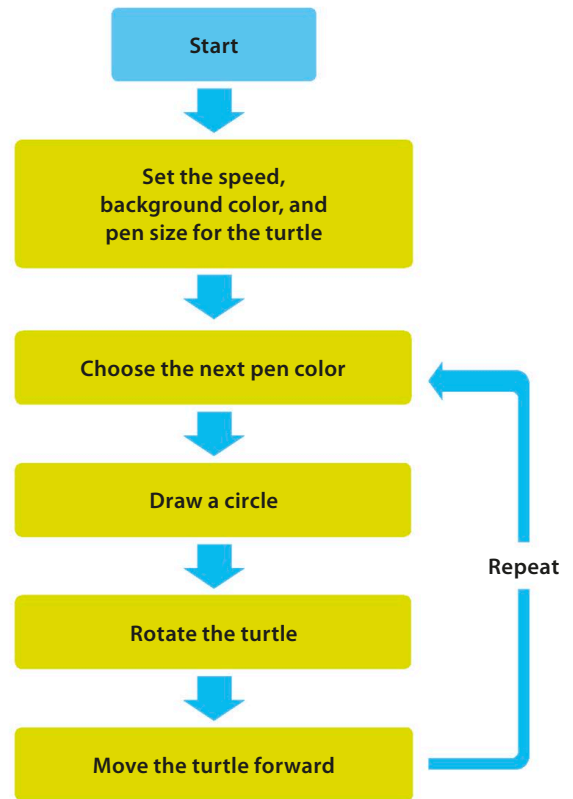 Start
Set the speed,
background color, and
pen size for the turtle
Choose the next pen color
Draw a circle
Repeat
Rotate the turtle
Move the turtle forward